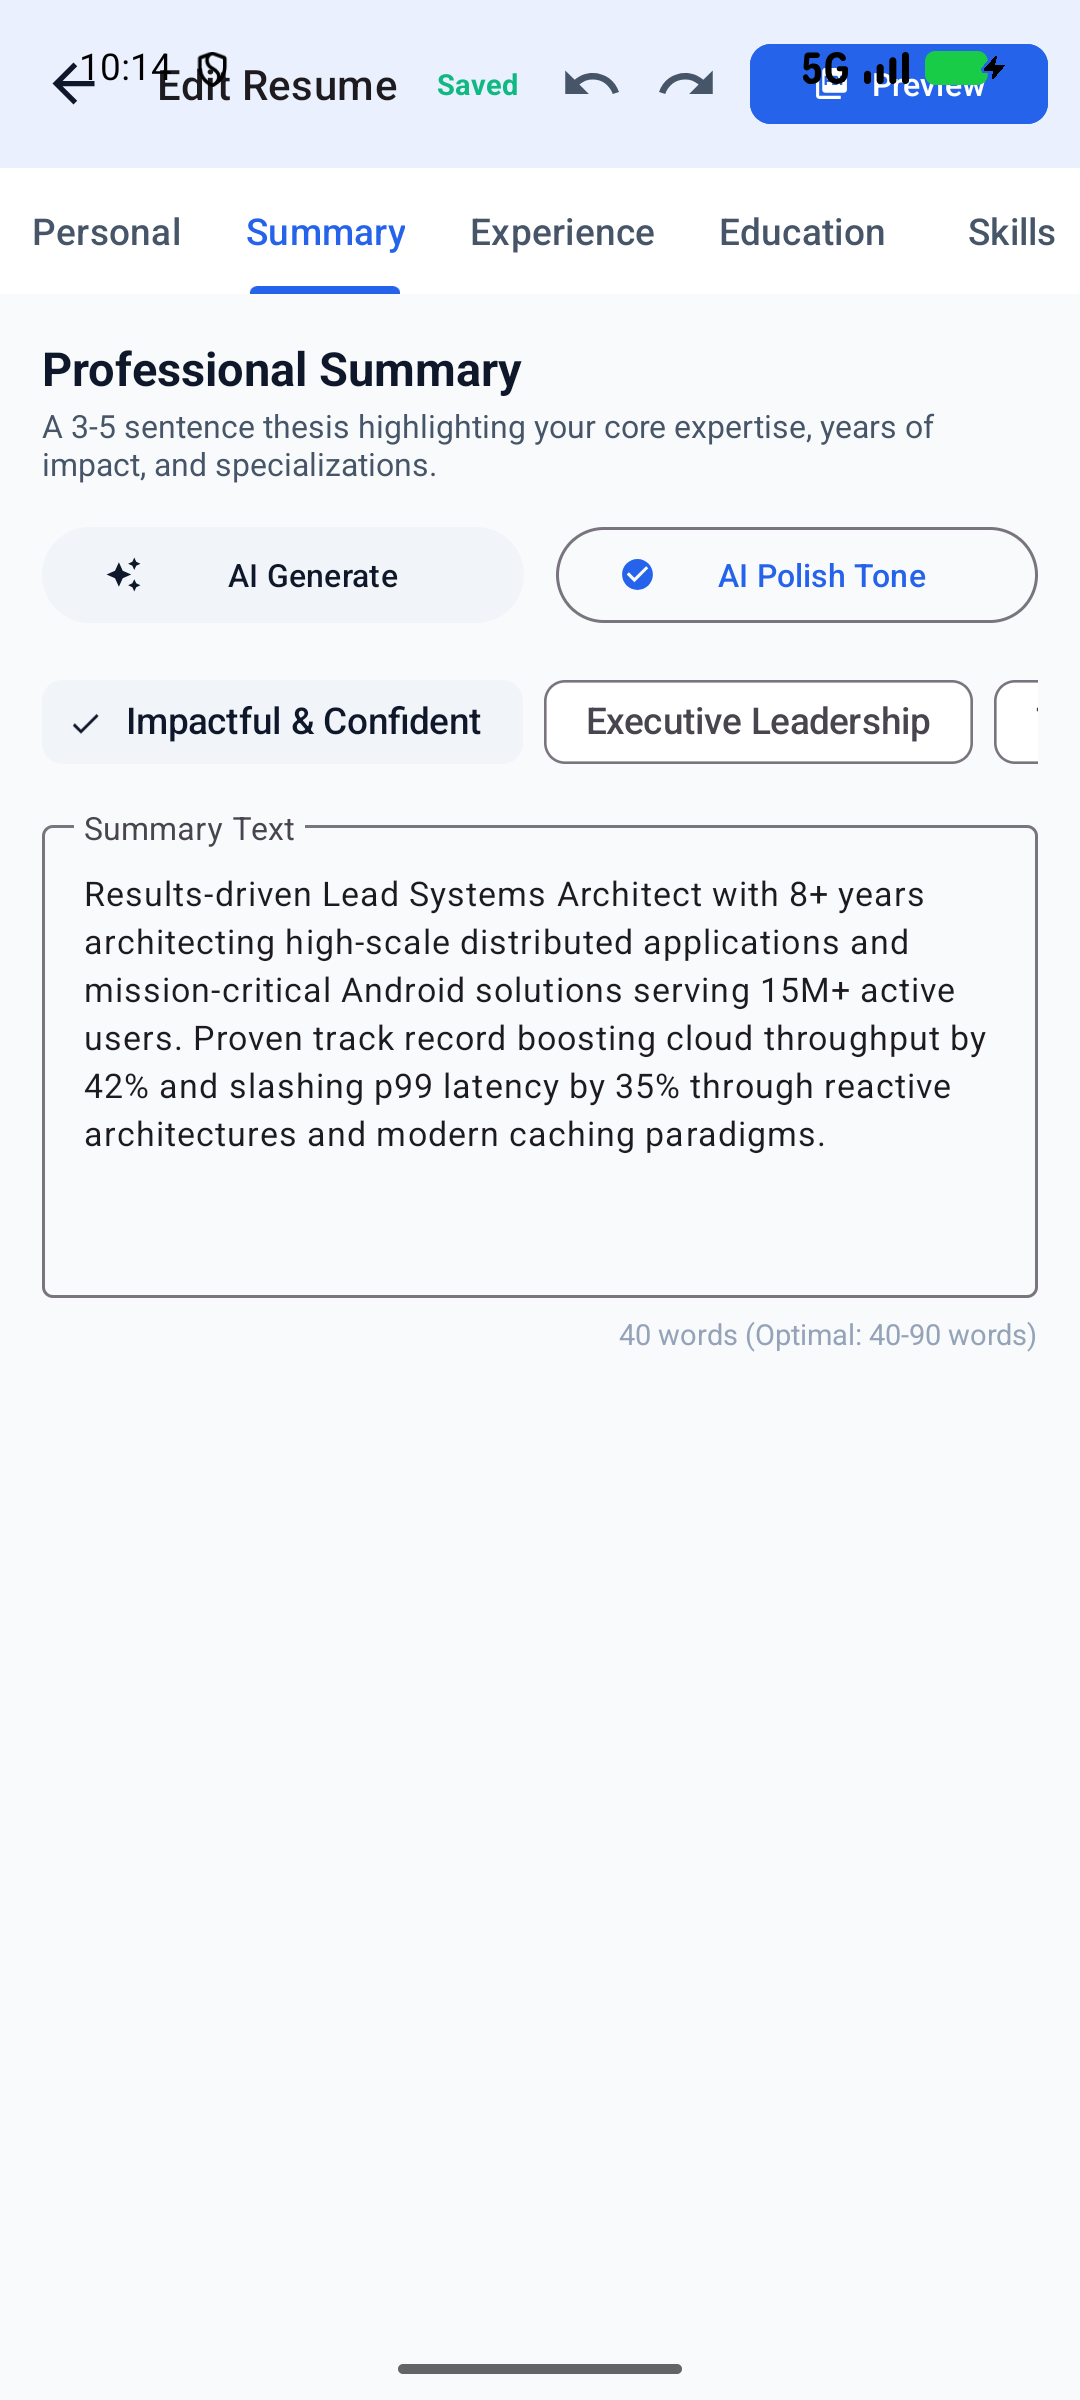 10:14
5G
Edit Resume
Saved
Preview
Personal
Summary
Experience
Education
Skills
Professional Summary
A 3-5 sentence thesis highlighting your core expertise, years of
impact, and specializations.
AI Generate
AI Polish Tone
Impactful & Confident
Executive Leadership
Summary Text
Results-driven Lead Systems Architect with 8+ years
architecting high-scale distributed applications and
mission-critical Android solutions serving 15M+ active
users. Proven track record boosting cloud throughput by
42% and slashing p99 latency by 35% through reactive
architectures and modern caching paradigms.
40 words (Optimal: 40-90 words)